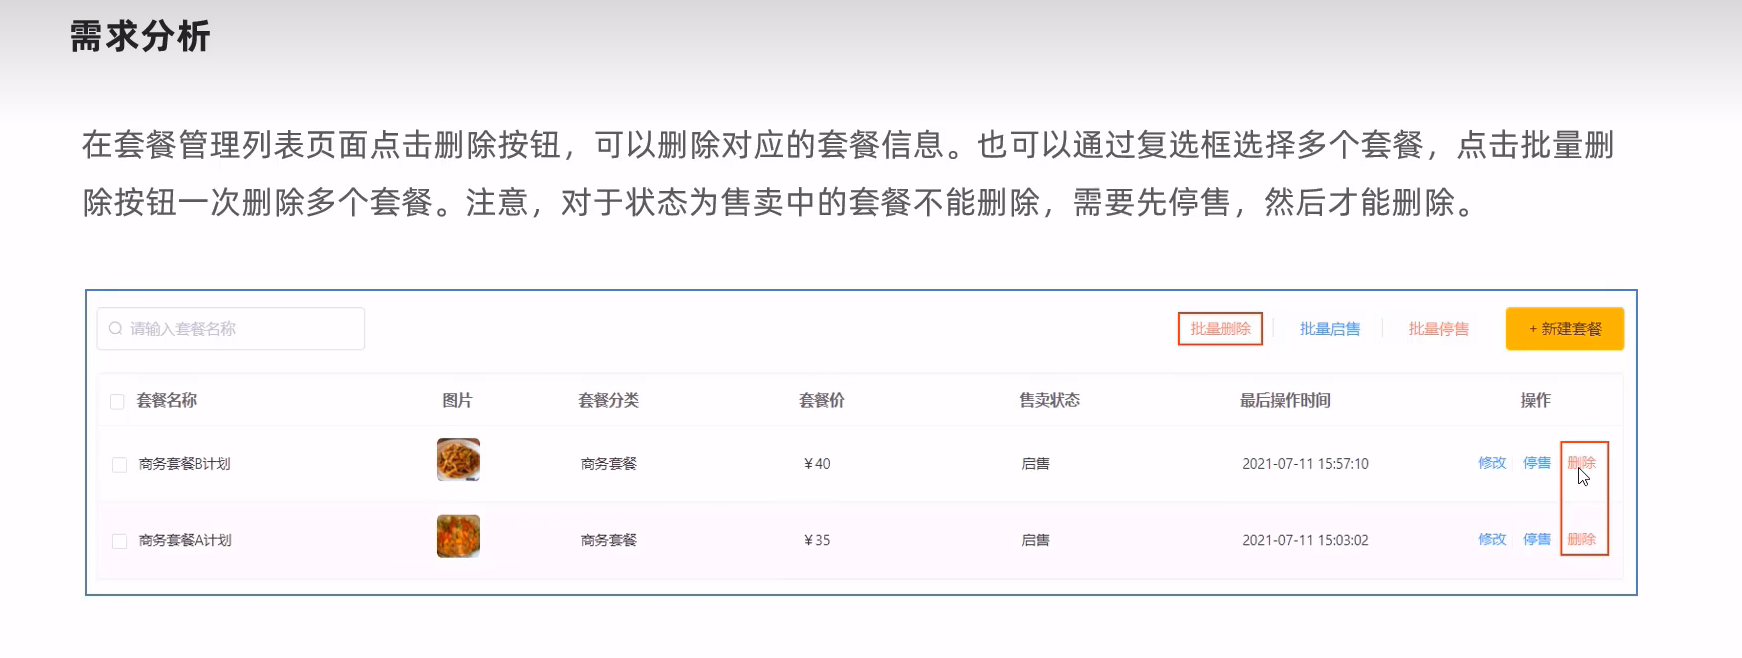 需求分析
在套餐管理列表页面点击删除按钮，可以删除对应的套餐信息。也可以通过复选框选择多个套餐，点击批量删
除按钮一次删除多个套餐。注意，对于状态为售卖中的套餐不能删除，需要先停售，然后才能删除。
请输入套餐名称 批量删除 批量启售 批量停售 + 新建套餐
套餐名称 图片 套餐分类 套餐价 售卖状态 最后操作时间 操作
商务套餐B计划 商务套餐 ￥40 启售 2021-07-11 15:57:10 修改 停售 删除
商务套餐A计划 商务套餐 ￥35 启售 2021-07-11 15:03:02 修改 停售 删除